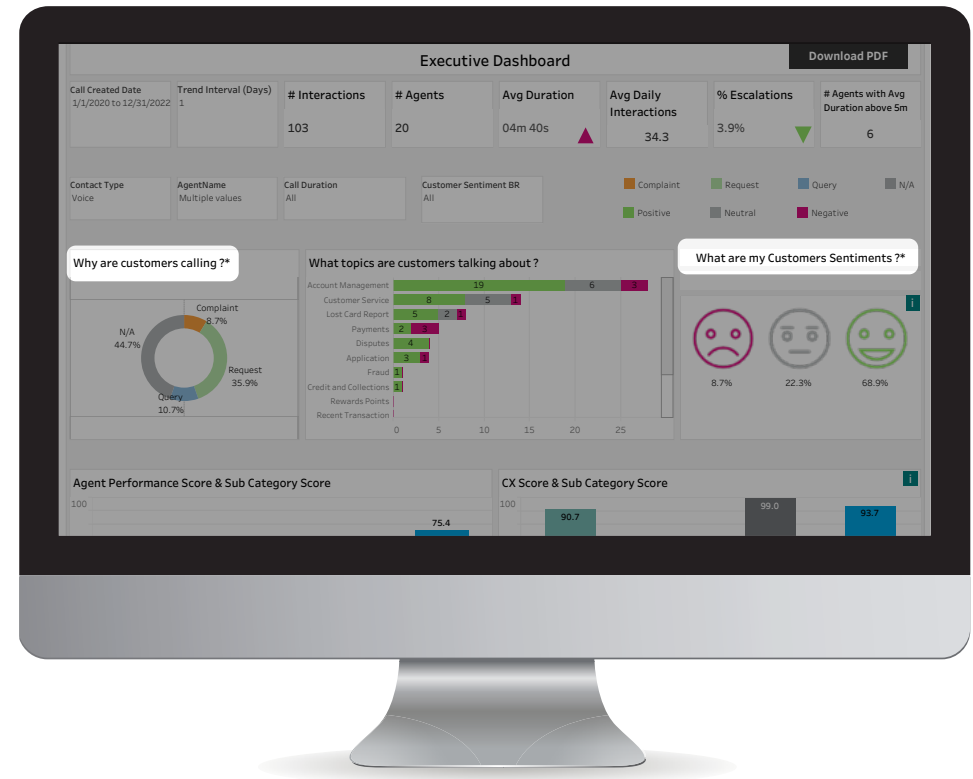 Executive Dashboard
Download PDF
Call Created Date
1/1/2020 to 12/31/2022
Trend Interval (Days)
1
# Interactions
103
# Agents
20
Avg Duration
04m 40s
Avg Daily
Interactions
34.3
% Escalations
3.9%
# Agents with Avg
Duration above 5m
6
Contact Type
Voice
AgentName
Multiple values
Call Duration
All
Customer Sentiment BR
All
Complaint
Request
Query
N/A
Positive
Neutral
Negative
Why are customers calling ?*
Complaint
8.7%
N/A
44.7%
Request
35.9%
Query
10.7%
What topics are customers talking about ?
Account Management 19 6 3
Customer Service 8 5 1
Lost Card Report 5 2 1
Payments 2 3
Disputes 4
Application 3 1
Fraud 1
Credit and Collections 1
Rewards Points
Recent Transaction
0 5 10 15 20 25
What are my Customers Sentiments ?*
i
8.7% 22.3% 68.9%
Agent Performance Score & Sub Category Score
100
75.4
CX Score & Sub Category Score
i
100
90.7
99.0
93.7